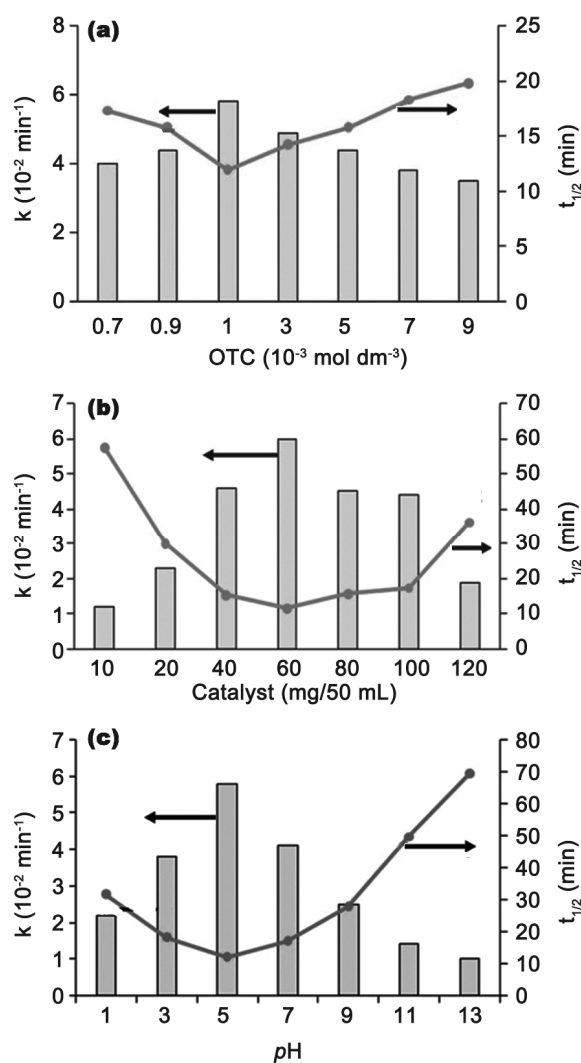 (a)
k (10⁻² min⁻¹)
8
6
4
2
0
25
20
15
10
5
0
t₁/₂ (min)
0.7 0.9 1 3 5 7 9
OTC (10⁻³ mol dm⁻³)
(b)
k (10⁻² min⁻¹)
7
6
5
4
3
2
1
0
70
60
50
40
30
20
10
0
t₁/₂ (min)
10 20 40 60 80 100 120
Catalyst (mg/50 mL)
(c)
k (10⁻² min⁻¹)
7
6
5
4
3
2
1
0
80
70
60
50
40
30
20
10
0
t₁/₂ (min)
1 3 5 7 9 11 13
pH